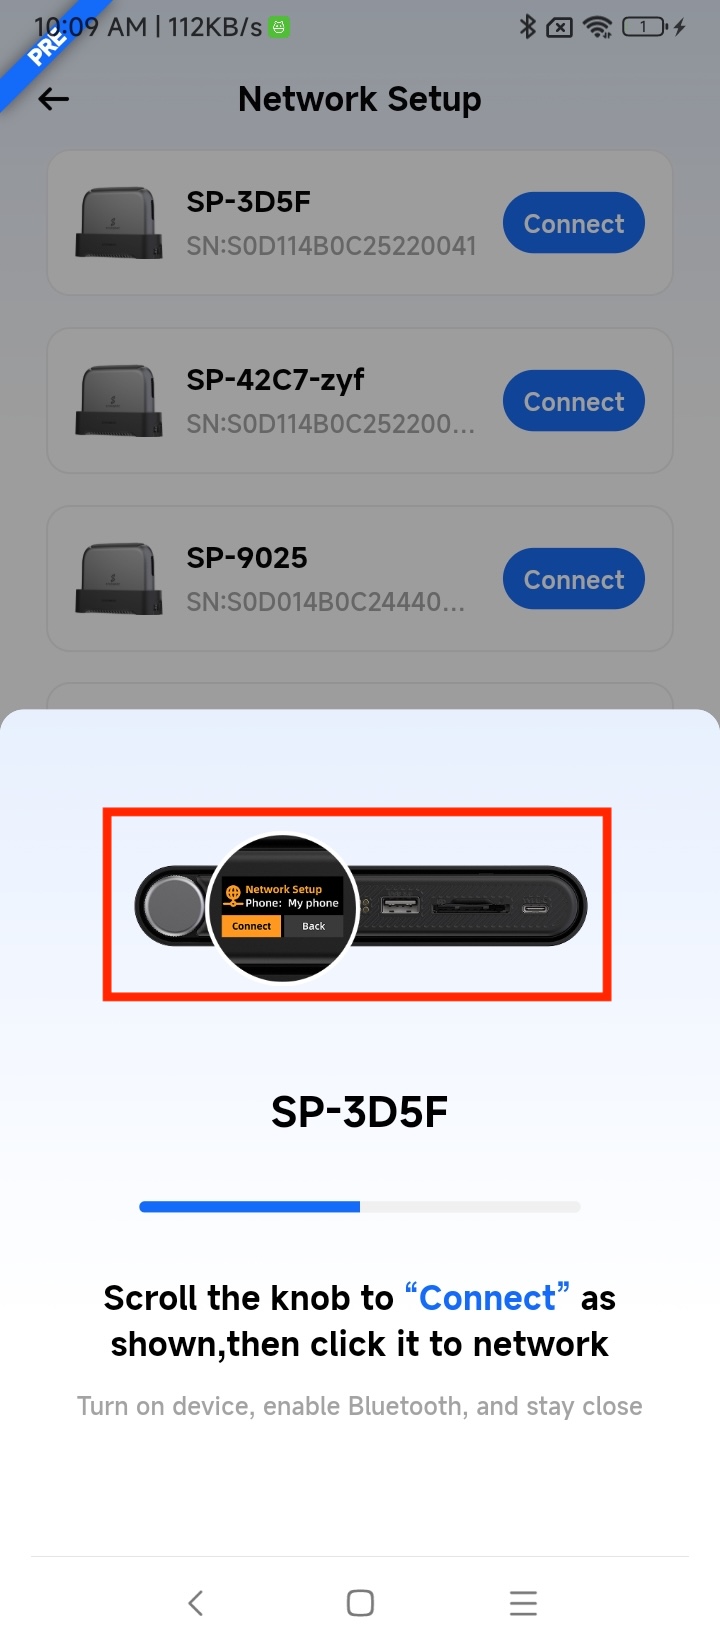 10:09 AM | 112KB/s
1
PRE
Network Setup
SP-3D5F
SN:S0D114B0C25220041
Connect
SP-42C7-zyf
SN:S0D114B0C252200...
Connect
SP-9025
SN:S0D014B0C24440...
Connect
Network Setup
Phone: My phone
Connect
Back
SP-3D5F
Scroll the knob to “Connect” as
shown,then click it to network
Turn on device, enable Bluetooth, and stay close